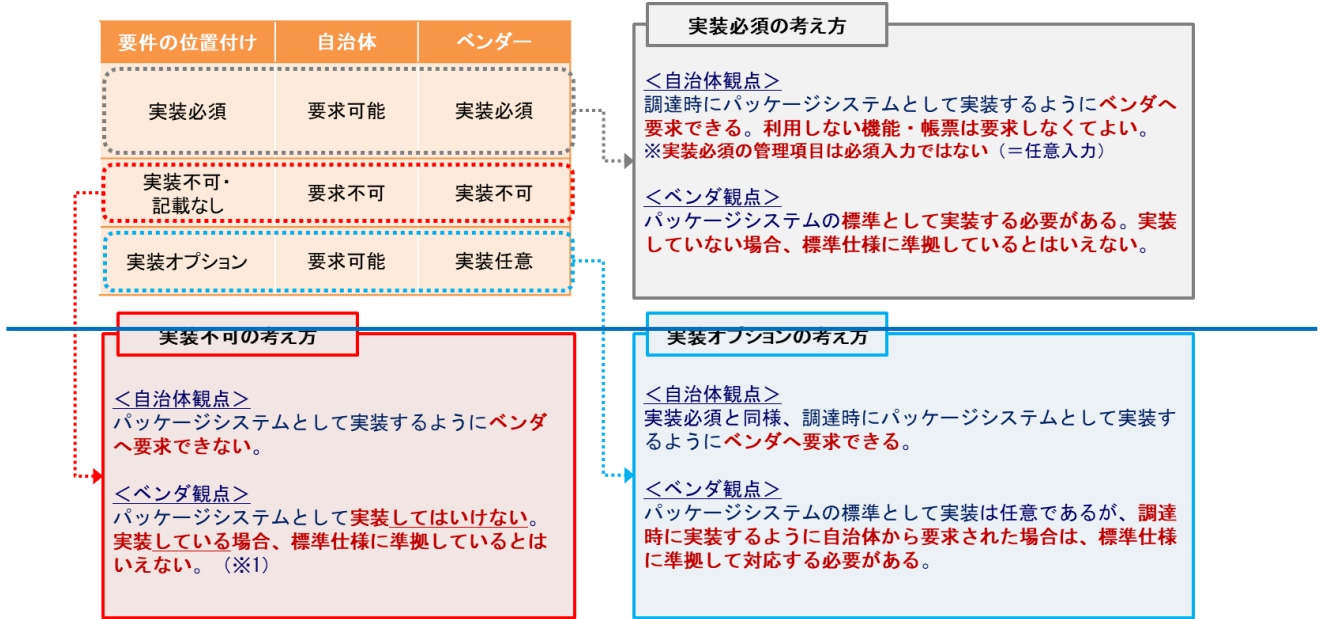 要件の位置付け 自治体 ベンダー
実装必須 要求可能 実装必須
実装不可・
記載なし 要求不可 実装不可
実装オプション 要求可能 実装任意
実装必須の考え方
＜自治体観点＞
調達時にパッケージシステムとして実装するようにベンダへ
要求できる。利用しない機能・帳票は要求しなくてよい。
※実装必須の管理項目は必須入力ではない（＝任意入力）
＜ベンダ観点＞
パッケージシステムの標準として実装する必要がある。実装
していない場合、標準仕様に準拠しているとはいえない。
実装不可の考え方
＜自治体観点＞
パッケージシステムとして実装するようにベンダ
へ要求できない。
＜ベンダ観点＞
パッケージシステムとして実装してはいけない。
実装している場合、標準仕様に準拠しているとは
いえない。（※1）
実装オプションの考え方
＜自治体観点＞
実装必須と同様、調達時にパッケージシステムとして実装す
るようにベンダへ要求できる。
＜ベンダ観点＞
パッケージシステムの標準として実装は任意であるが、調達
時に実装するように自治体から要求された場合は、標準仕様
に準拠して対応する必要がある。